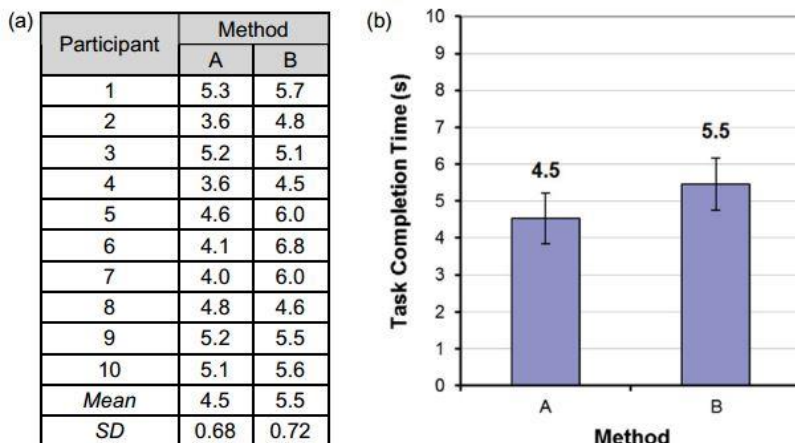 (a)
Participant Method
A B
1 5.3 5.7
2 3.6 4.8
3 5.2 5.1
4 3.6 4.5
5 4.6 6.0
6 4.1 6.8
7 4.0 6.0
8 4.8 4.6
9 5.2 5.5
10 5.1 5.6
Mean 4.5 5.5
SD 0.68 0.72
(b)
Task Completion Time (s)
10
9
8
7
6
5
4
3
2
1
0
4.5
5.5
A B
Method